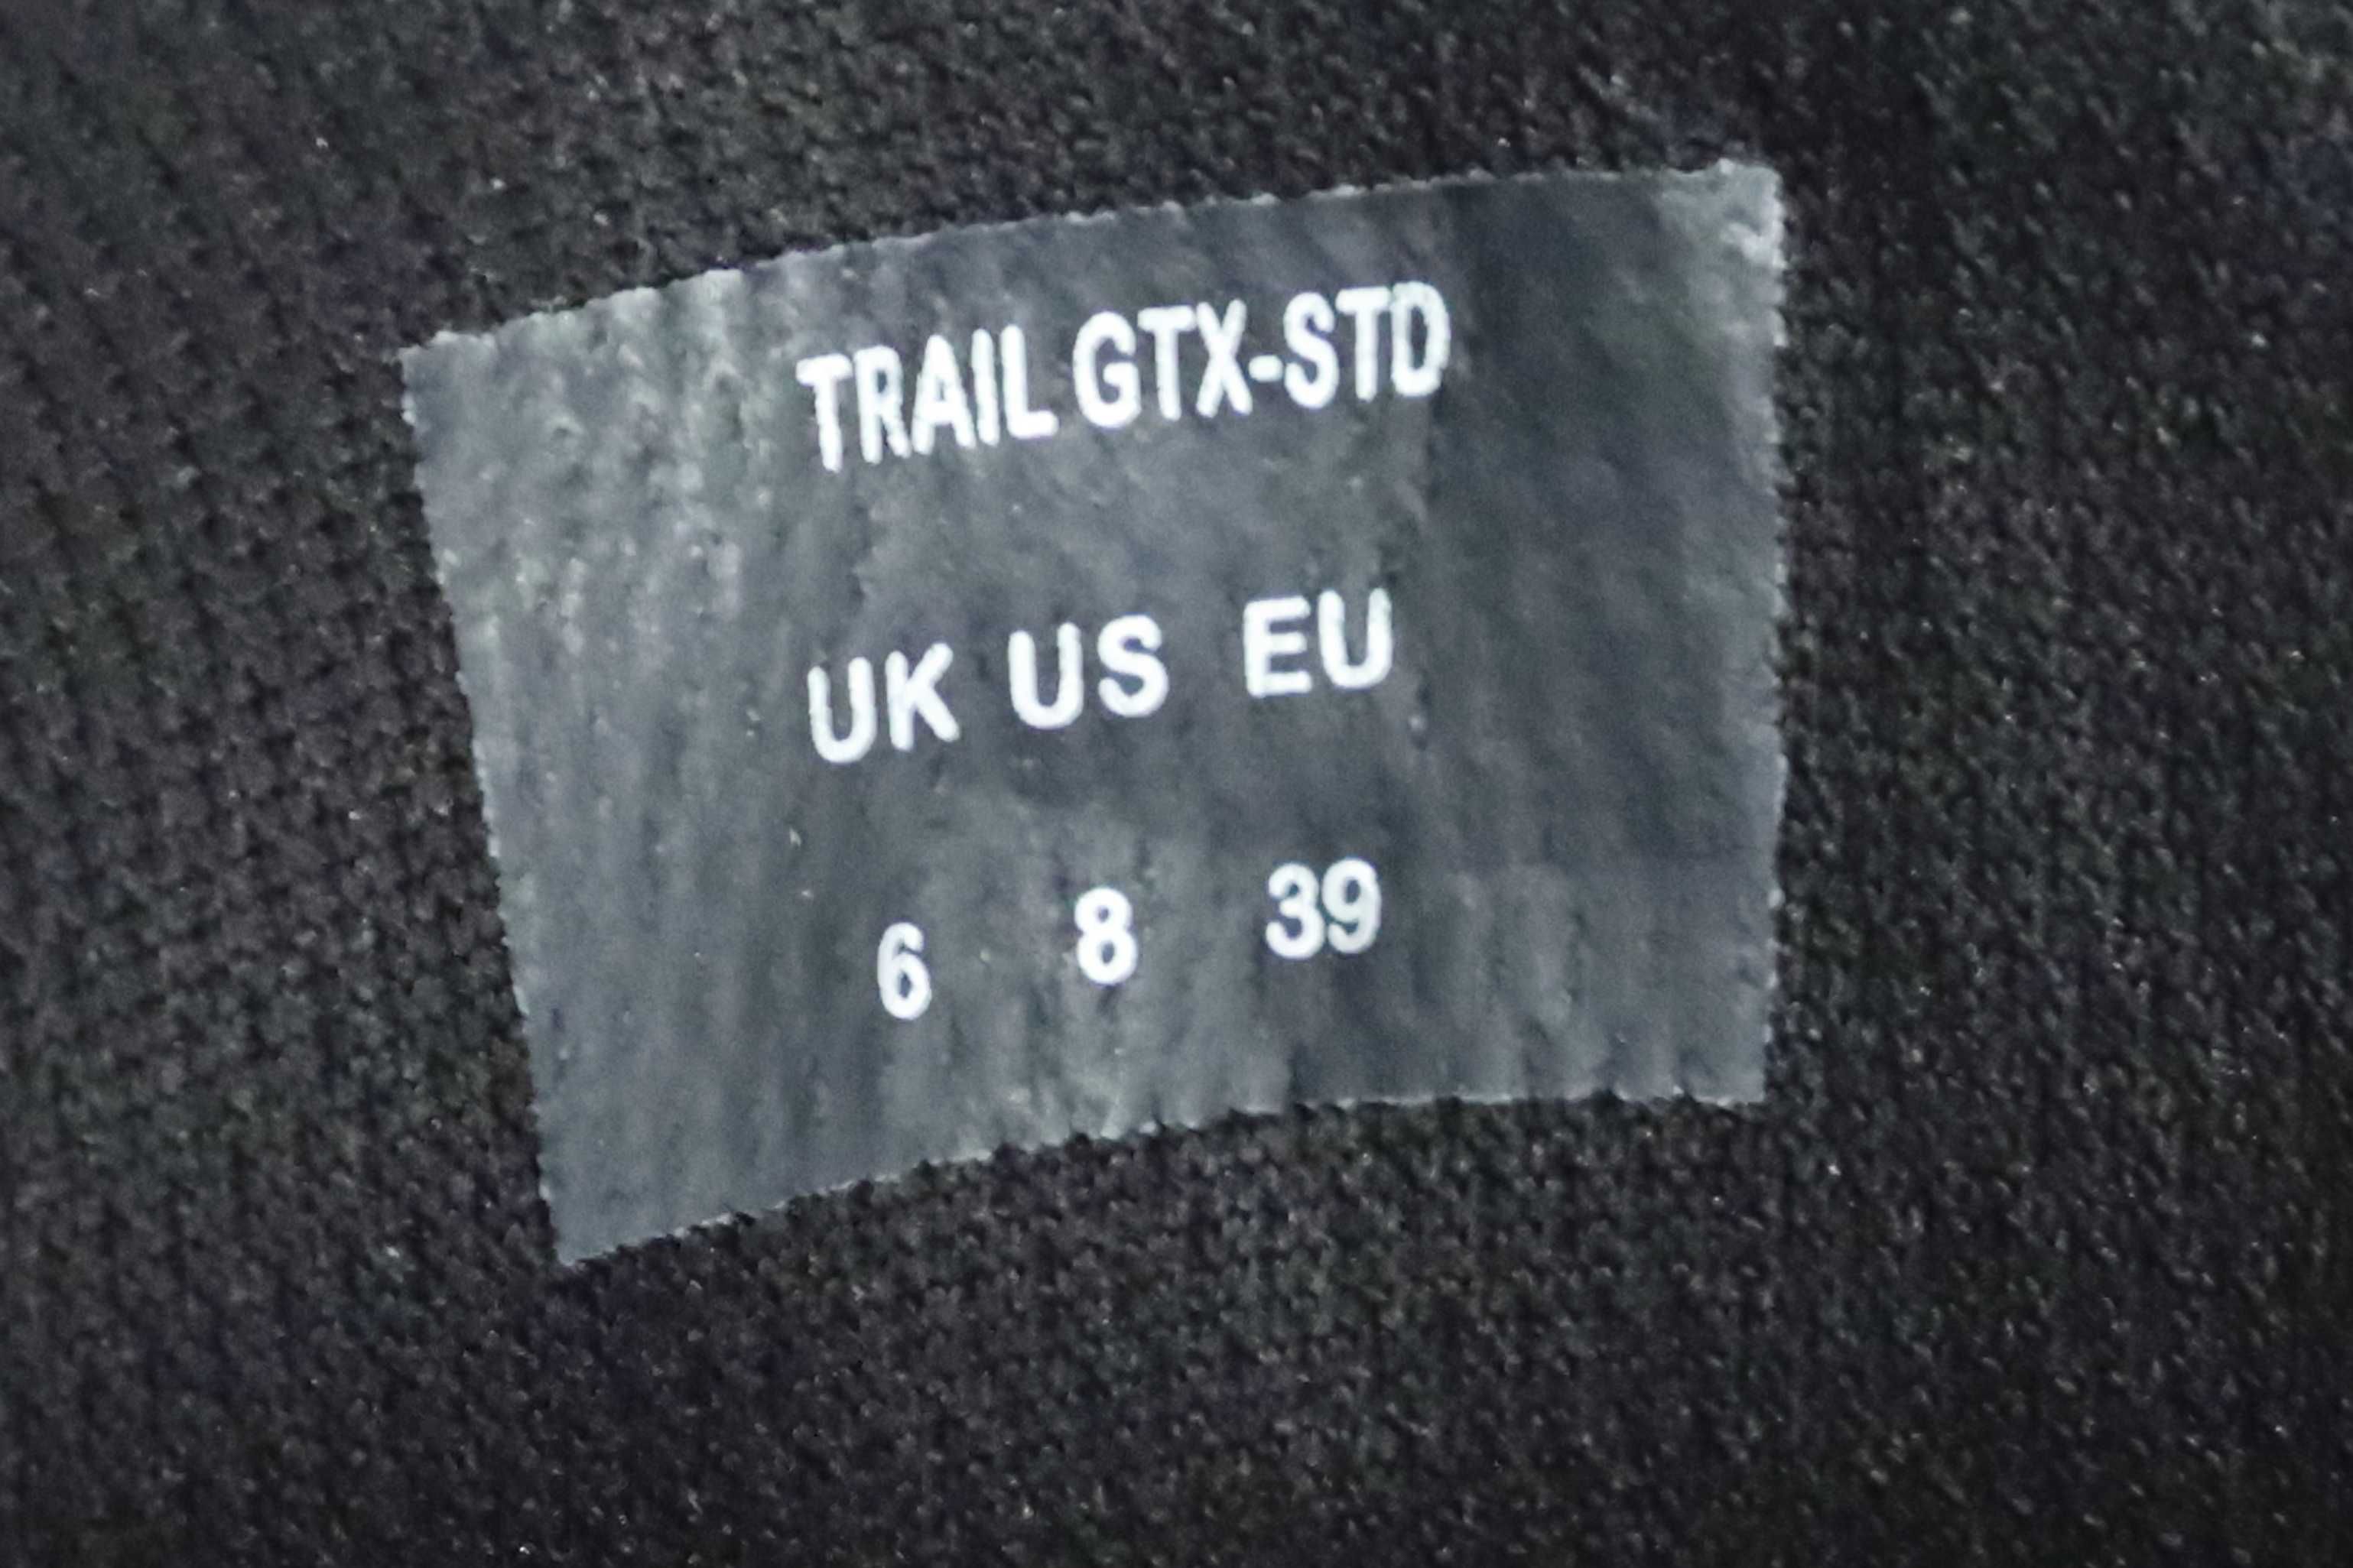 TRAIL GTX-STD
UK US EU
6 8 39